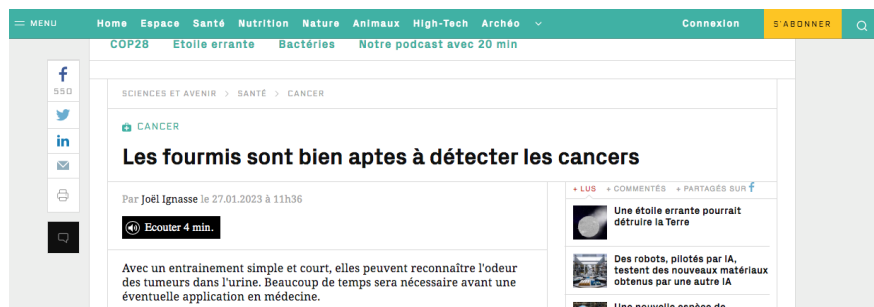 MENU
Home Espace Santé Nutrition Nature Animaux High-Tech Archéo
Connexion
S'ABONNER
COP28 Etoile errante Bactéries Notre podcast avec 20 min
550
SCIENCES ET AVENIR > SANTÉ > CANCER
CANCER
Les fourmis sont bien aptes à détecter les cancers
Par Joël Ignasse le 27.01.2023 à 11h36
Ecouter 4 min.
Avec un entrainement simple et court, elles peuvent reconnaître l'odeur
des tumeurs dans l'urine. Beaucoup de temps sera nécessaire avant une
éventuelle application en médecine.
+ LUS + COMMENTÉS + PARTAGÉS SUR
Une étoile errante pourrait
détruire la Terre
Des robots, pilotés par IA,
testent des nouveaux matériaux
obtenus par une autre IA
Une nouvelle espèce de